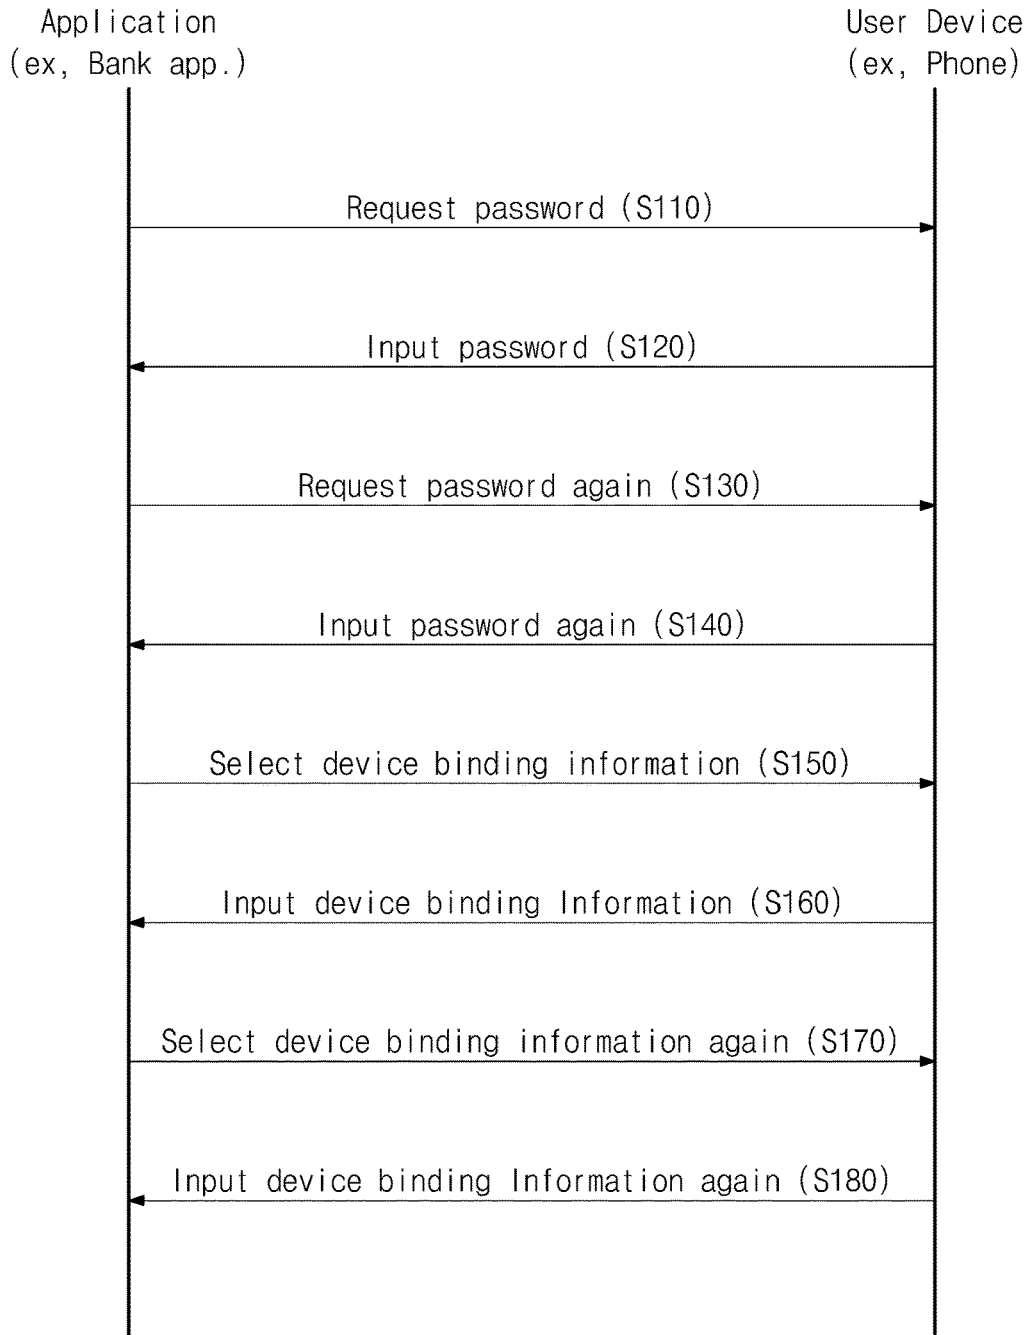 Application
(ex, Bank app.)
User Device
(ex, Phone)
Request password (S110)
Input password (S120)
Request password again (S130)
Input password again (S140)
Select device binding information (S150)
Input device binding Information (S160)
Select device binding information again (S170)
Input device binding Information again (S180)